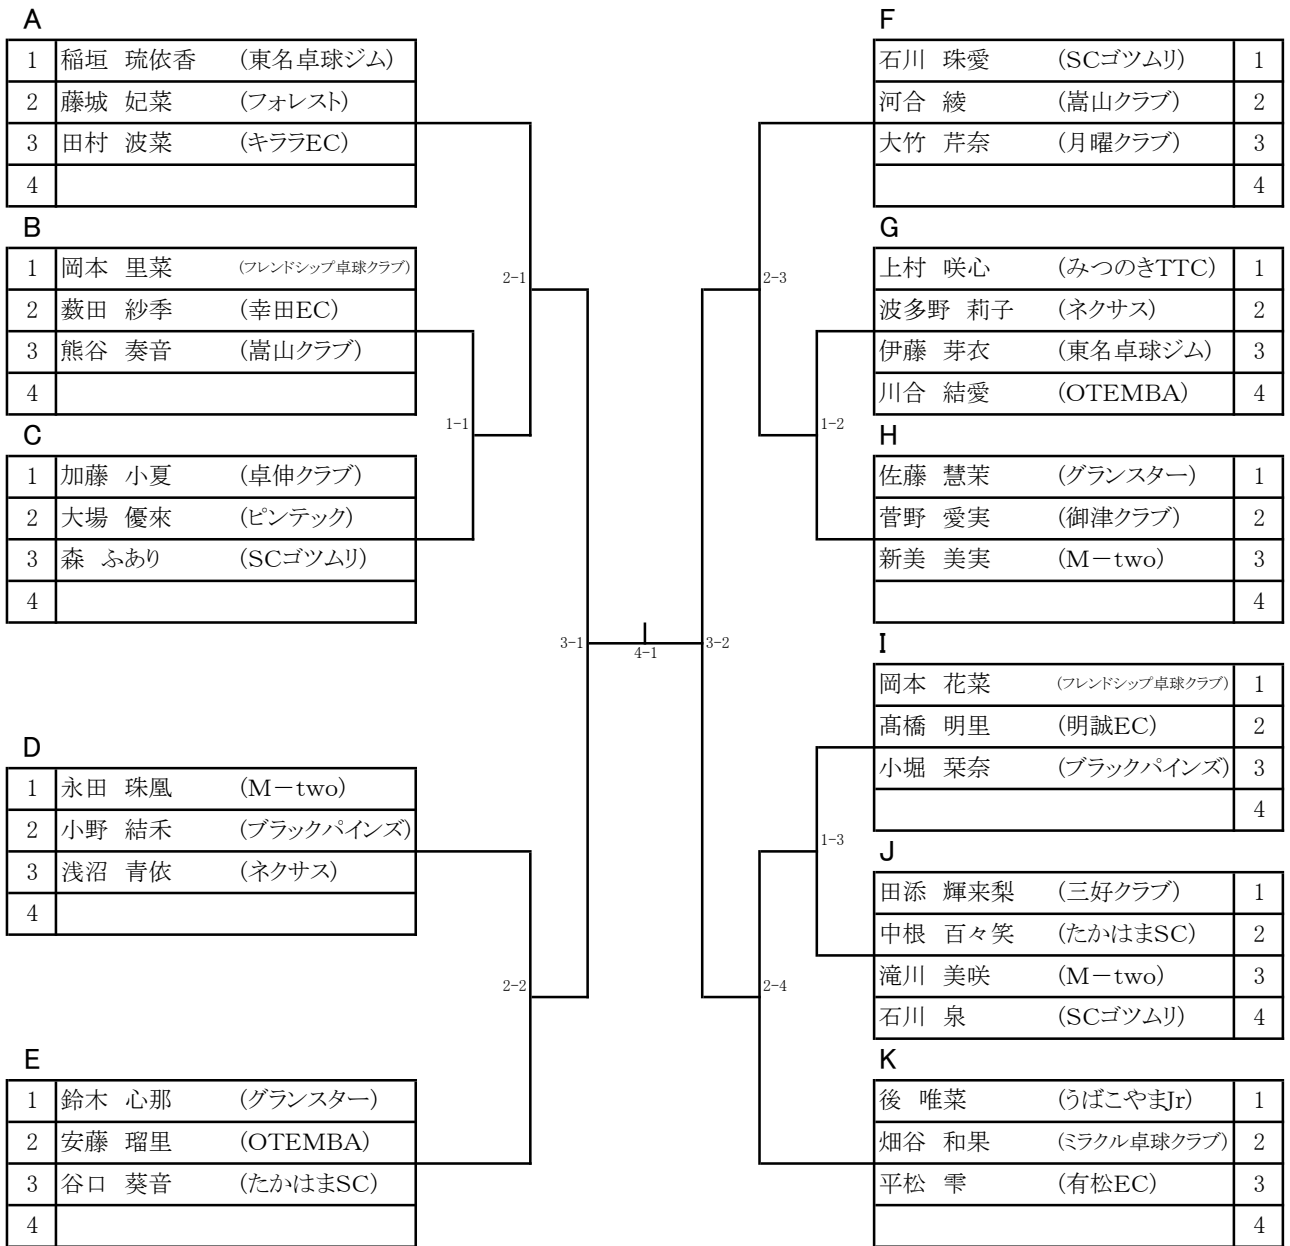 A
1 稲垣 琉依香 (東名卓球ジム)
2 藤城 妃菜 (フォレスト)
3 田村 波菜 (キララEC)
4
B
1 岡本 里菜 (フレンドシップ卓球クラブ)
2 薮田 紗季 (幸田EC)
3 熊谷 奏音 (嵩山クラブ)
4
C
1 加藤 小夏 (卓伸クラブ)
2 大場 優來 (ピンテック)
3 森 ふあり (SCゴツムリ)
4
D
1 永田 珠凰 (M－two)
2 小野 結禾 (ブラックパインズ)
3 浅沼 青依 (ネクサス)
4
E
1 鈴木 心那 (グランスター)
2 安藤 瑠里 (OTEMBA)
3 谷口 葵音 (たかはまSC)
4
2-1
1-1
3-1
2-2
4-1
2-3
1-2
3-2
1-3
2-4
F
石川 珠愛 (SCゴツムリ) 1
河合 綾 (嵩山クラブ) 2
大竹 芹奈 (月曜クラブ) 3
4
G
上村 咲心 (みつのきTTC) 1
波多野 莉子 (ネクサス) 2
伊藤 芽衣 (東名卓球ジム) 3
川合 結愛 (OTEMBA) 4
H
佐藤 慧茉 (グランスター) 1
菅野 愛実 (御津クラブ) 2
新美 美実 (M－two) 3
4
I
岡本 花菜 (フレンドシップ卓球クラブ) 1
髙橋 明里 (明誠EC) 2
小堀 栞奈 (ブラックパインズ) 3
4
J
田添 輝来梨 (三好クラブ) 1
中根 百々笑 (たかはまSC) 2
滝川 美咲 (M－two) 3
石川 泉 (SCゴツムリ) 4
K
後 唯菜 (うばこやまJr) 1
畑谷 和果 (ミラクル卓球クラブ) 2
平松 雫 (有松EC) 3
4